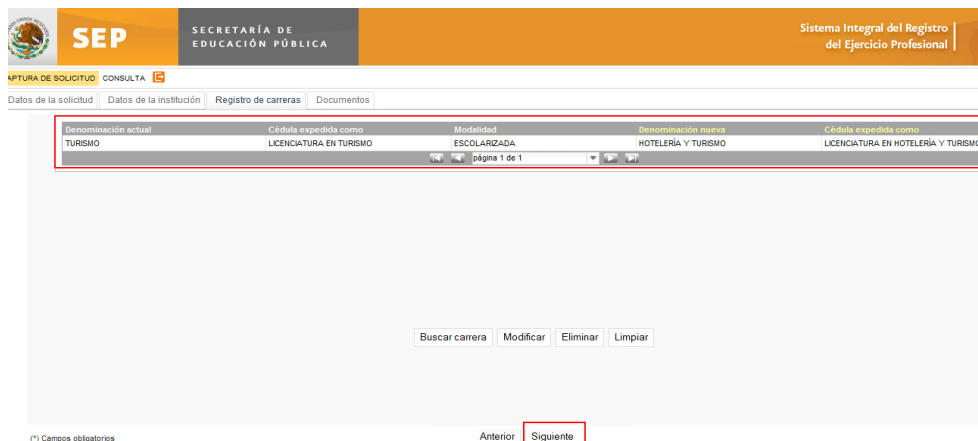 SEP
SECRETARÍA DE
EDUCACIÓN PÚBLICA
Sistema Integral del Registro
del Ejercicio Profesional
APTURA DE SOLICITUD CONSULTA
Datos de la solicitud Datos de la institución Registro de carreras Documentos
Denominación actual Cédula expedida como Modalidad Denominación nueva Cédula expedida como
TURISMO LICENCIATURA EN TURISMO ESCOLARIZADA HOTELERÍA Y TURISMO LICENCIATURA EN HOTELERÍA Y TURISMO
página 1 de 1
Buscar carrera Modificar Eliminar Limpiar
(*) Campos obligatorios Anterior Siguiente